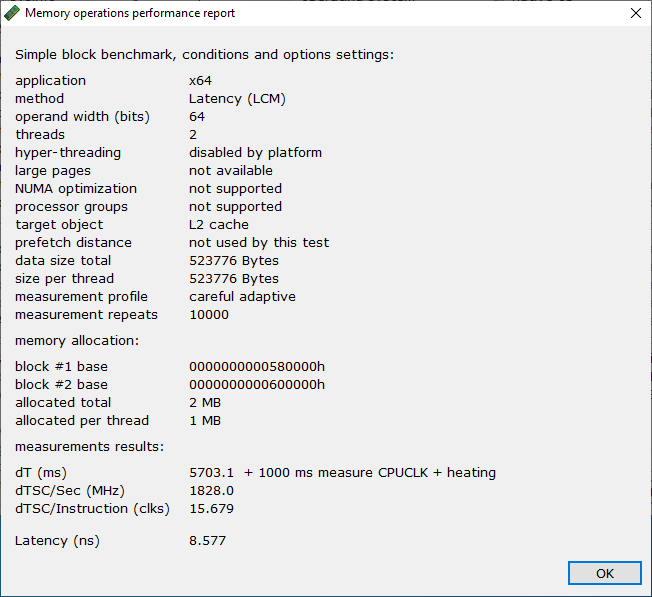 Memory operations performance report
Simple block benchmark, conditions and options settings:
application x64
method Latency (LCM)
operand width (bits) 64
threads 2
hyper-threading disabled by platform
large pages not available
NUMA optimization not supported
processor groups not supported
target object L2 cache
prefetch distance not used by this test
data size total 523776 Bytes
size per thread 523776 Bytes
measurement profile careful adaptive
measurement repeats 10000
memory allocation:
block #1 base 0000000000580000h
block #2 base 0000000000600000h
allocated total 2 MB
allocated per thread 1 MB
measurements results:
dT (ms) 5703.1 + 1000 ms measure CPUCLK + heating
dTSC/Sec (MHz) 1828.0
dTSC/Instruction (clks) 15.679
Latency (ns) 8.577
OK